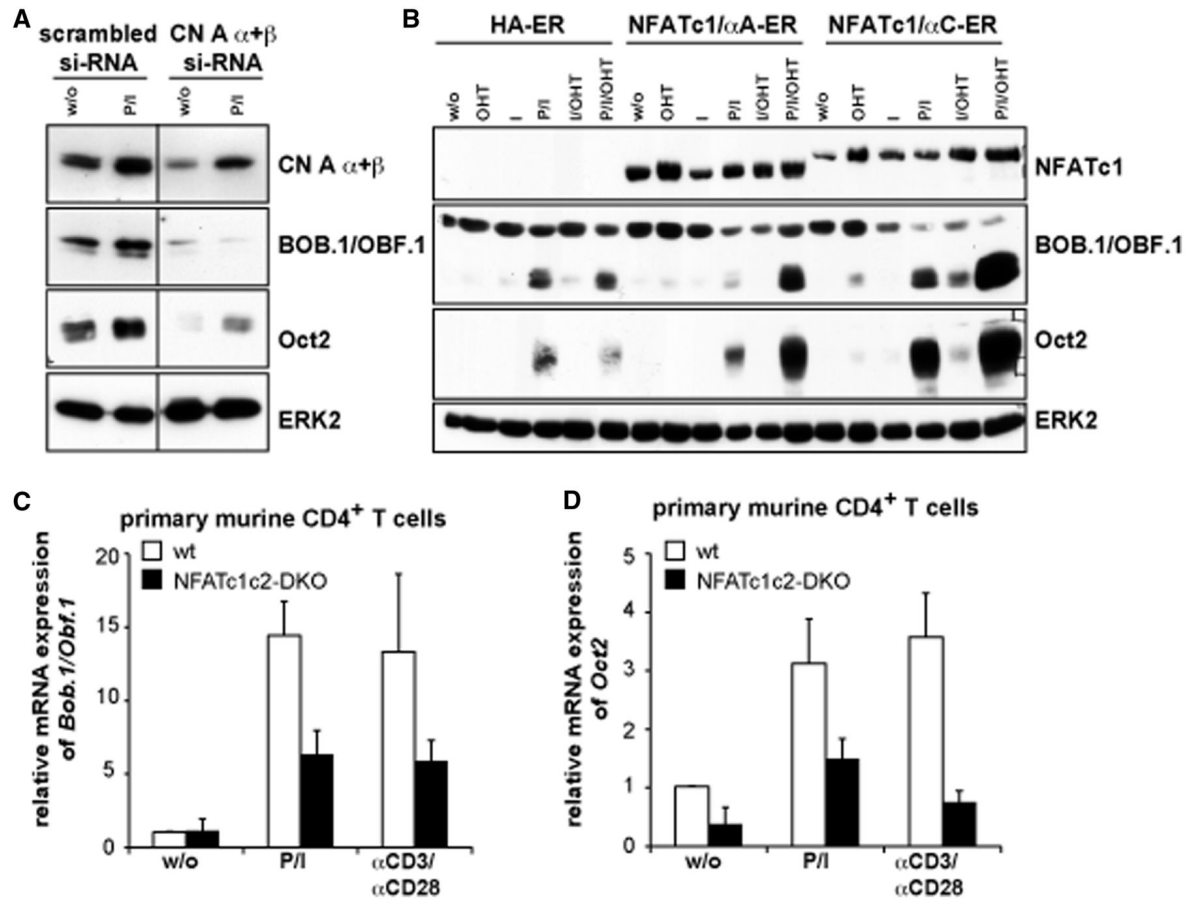 A
scrambled si-RNA
CN A α+β si-RNA
w/o
P/I
w/o
P/I
CN A α+β
BOB.1/OBF.1
Oct2
ERK2
B
HA-ER
NFATc1/αA-ER
NFATc1/αC-ER
w/o
OHT
I
P/I
I/OHT
P/I/OHT
w/o
OHT
I
P/I
I/OHT
P/I/OHT
w/o
OHT
I
P/I
I/OHT
P/I/OHT
NFATc1
BOB.1/OBF.1
Oct2
ERK2
C
primary murine CD4+ T cells
wt
NFATc1c2-DKO
relative mRNA expression
of Bob.1/Obf.1
20
15
10
5
0
w/o
P/I
αCD3/
αCD28
D
primary murine CD4+ T cells
wt
NFATc1c2-DKO
relative mRNA expression
of Oct2
5
4
3
2
1
0
w/o
P/I
αCD3/
αCD28